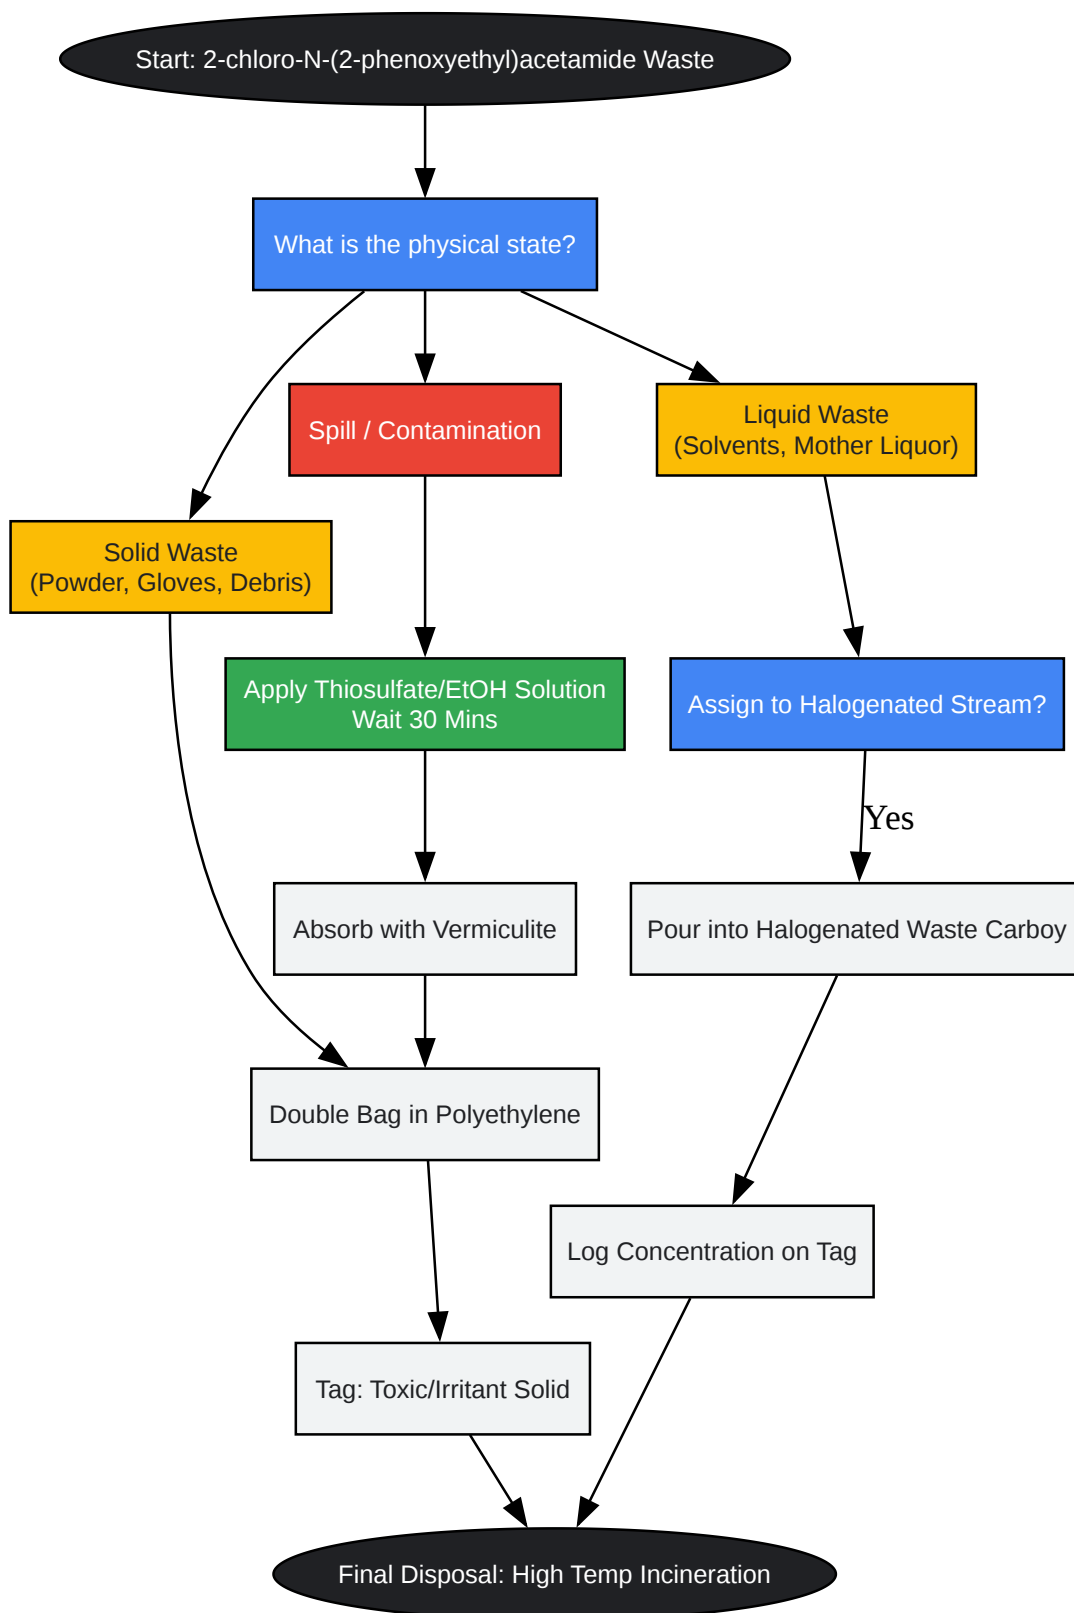 Start: 2-chloro-N-(2-phenoxyethyl)acetamide Waste
What is the physical state?
Spill / Contamination
Liquid Waste
(Solvents, Mother Liquor)
Solid Waste
(Powder, Gloves, Debris)
Apply Thiosulfate/EtOH Solution
Wait 30 Mins
Assign to Halogenated Stream?
Yes
Absorb with Vermiculite
Pour into Halogenated Waste Carboy
Double Bag in Polyethylene
Log Concentration on Tag
Tag: Toxic/Irritant Solid
Final Disposal: High Temp Incineration